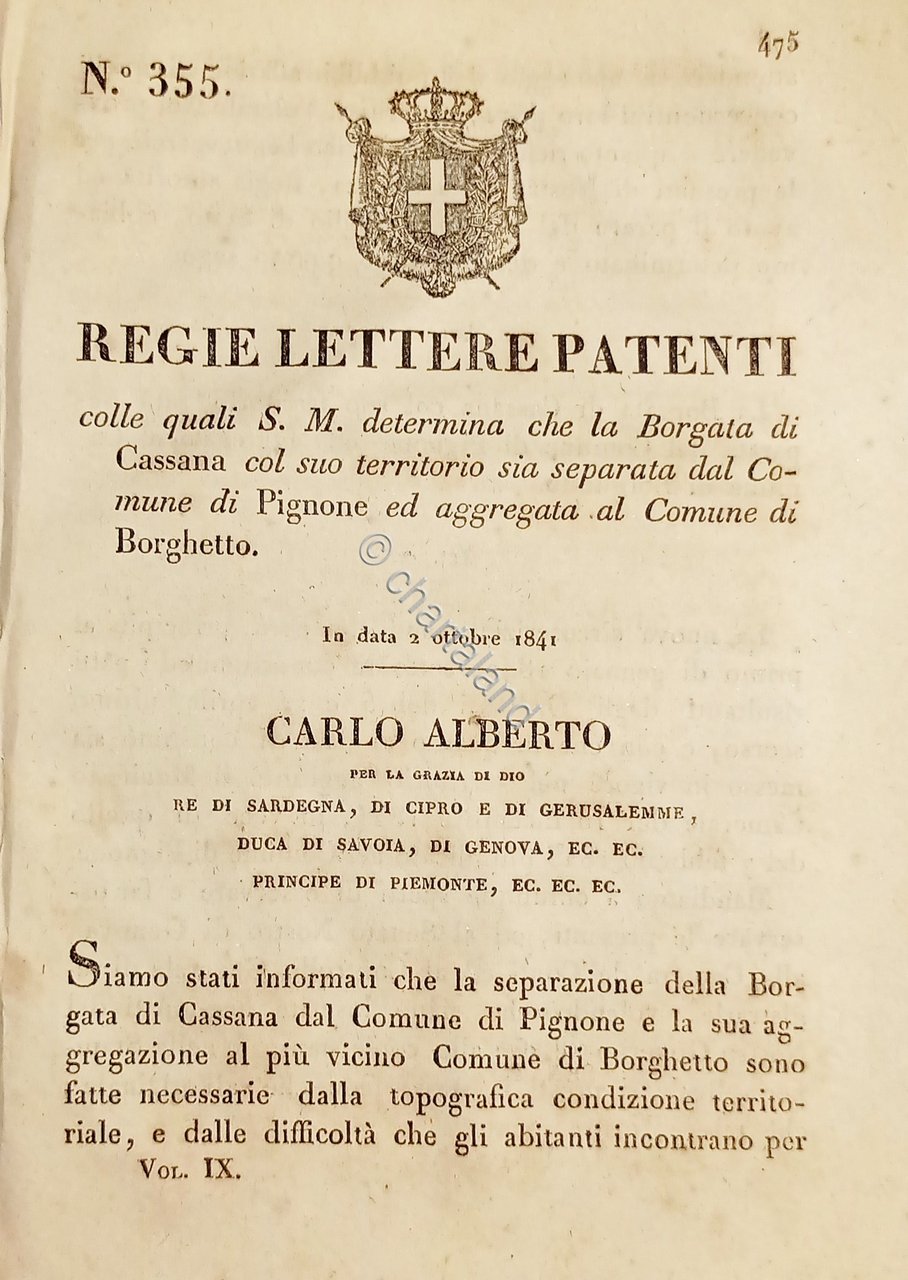 475
N.º 355.
REGIE LETTERE PATENTI
colle quali S. M. determina che la Borgata di
Cassana col suo territorio sia separata dal Co-
mune di Pignone ed aggregata al Comune di
Borghetto.
© chartaland
In data 2 ottobre 1841
CARLO ALBERTO
PER LA GRAZIA DI DIO
RE DI SARDEGNA, DI CIPRO E DI GERUSALEMME,
DUCA DI SAVOIA, DI GENOVA, EC. EC.
PRINCIPE DI PIEMONTE, EC. EC. EC.
Siamo stati informati che la separazione della Bor-
gata di Cassana dal Comune di Pignone e la sua ag-
gregazione al più vicino Comune di Borghetto sono
fatte necessarie dalla topografica condizione territo-
riale, e dalle difficoltà che gli abitanti incontrano per
VOL. IX.